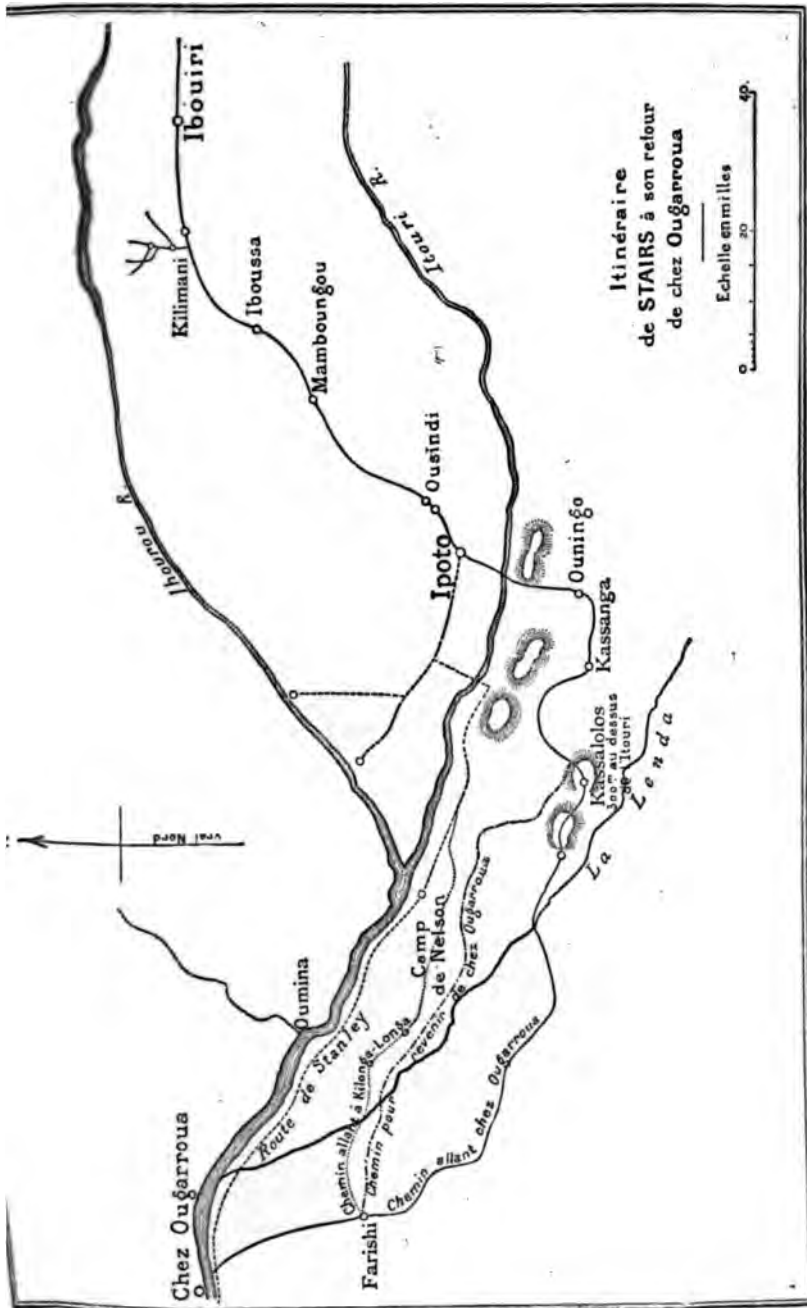 Itinéraire
de STAIRS à son retour
de chez Ougarroua
Echelle en milles
0 20 40.
vrai Nord
Chez Ougarroua
Oumina
Route de Stanley
Farishi
Chemin allant à Kilonga-Longa
Chemin pour revenir de chez Ougarroua
Chemin allant chez Ougarroua
Camp
de Nelson
La Lenda
Kassalolos
300m au dessus
de l'Itouri
Kassanga
Ouningo
Ipoto
Ousindi
Mamboungou
Iboussa
Kilimani
Ibouiri
Ihourou R.
Itouri R.